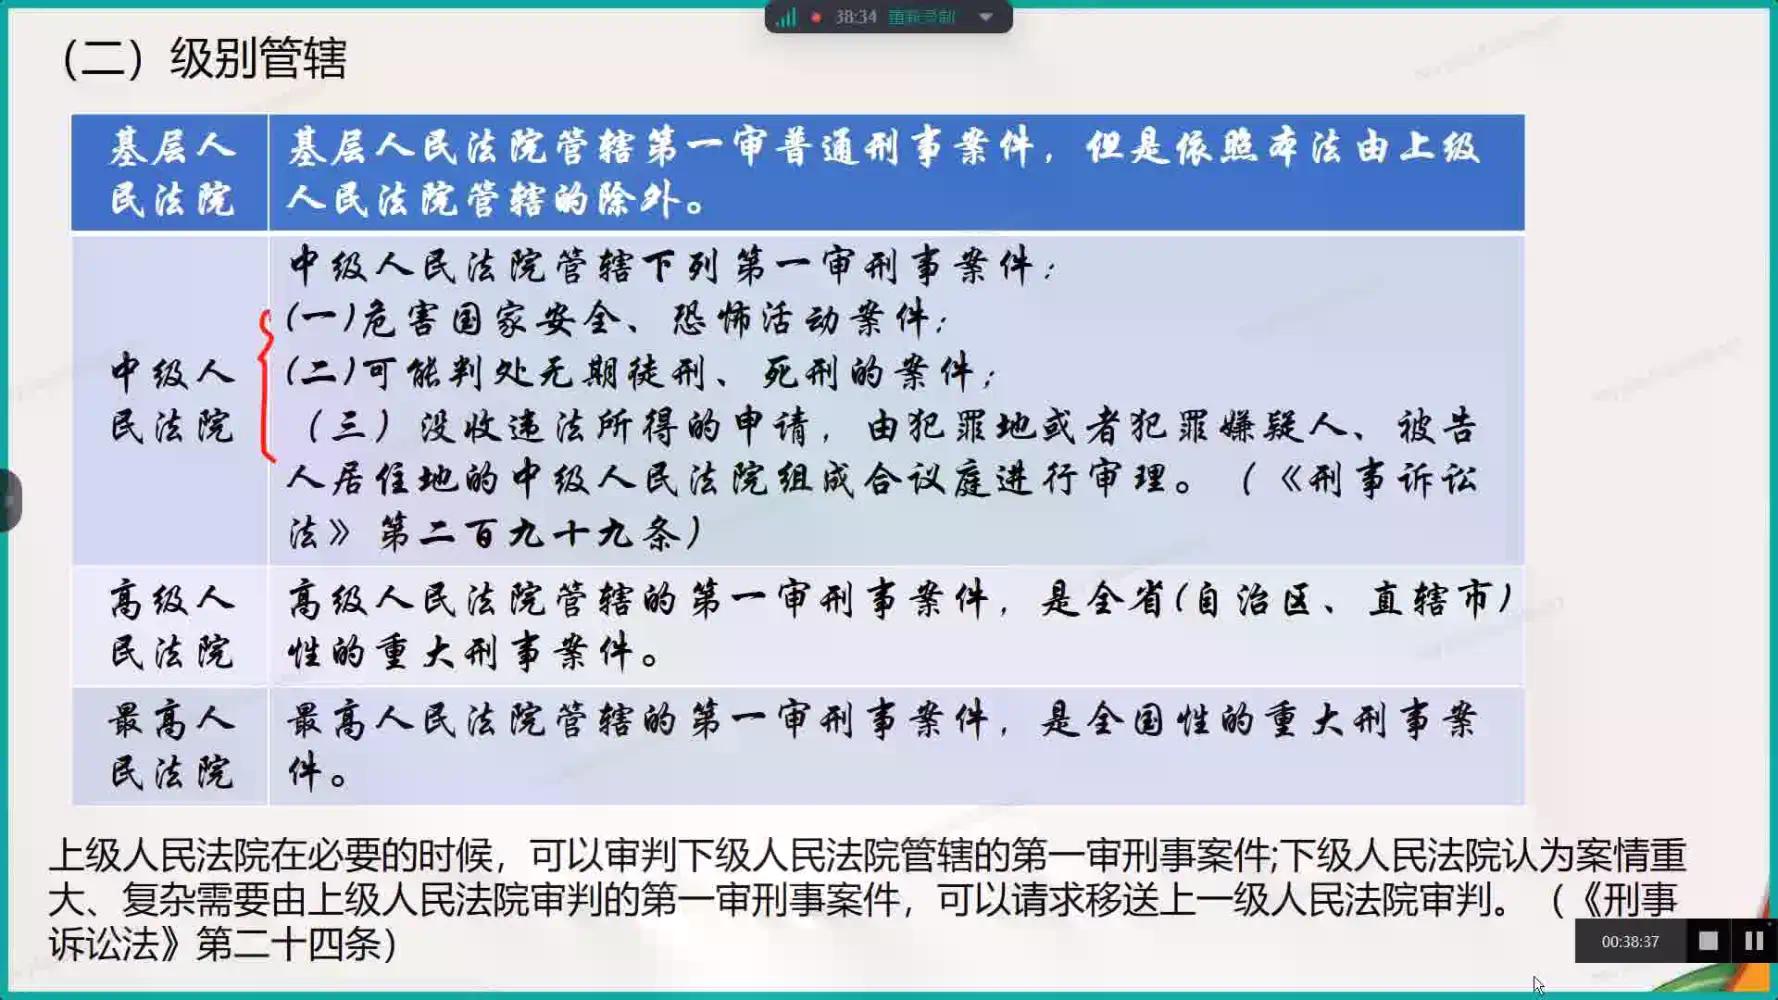 38:34 重新录制
（二）级别管辖
基层人
民法院
基层人民法院管辖第一审普通刑事案件，但是依照本法由上级
人民法院管辖的除外。
中级人
民法院
中级人民法院管辖下列第一审刑事案件：
(一)危害国家安全、恐怖活动案件；
(二)可能判处无期徒刑、死刑的案件；
（三）没收违法所得的申请，由犯罪地或者犯罪嫌疑人、被告
人居住地的中级人民法院组成合议庭进行审理。（《刑事诉讼
法》第二百九十九条）
高级人
民法院
高级人民法院管辖的第一审刑事案件，是全省(自治区、直辖市)
性的重大刑事案件。
最高人
民法院
最高人民法院管辖的第一审刑事案件，是全国性的重大刑事案
件。
上级人民法院在必要的时候，可以审判下级人民法院管辖的第一审刑事案件;下级人民法院认为案情重
大、复杂需要由上级人民法院审判的第一审刑事案件，可以请求移送上一级人民法院审判。（《刑事
诉讼法》第二十四条）
00:38:37